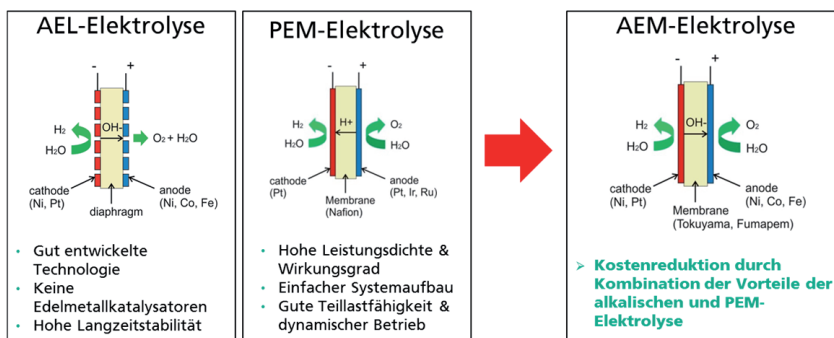 AEL-Elektrolyse
- +
OH-
H₂
H₂O
O₂ + H₂O
cathode
(Ni, Pt)
diaphragm
anode
(Ni, Co, Fe)
• Gut entwickelte
Technologie
• Keine
Edelmetallkatalysatoren
• Hohe Langzeitstabilität
PEM-Elektrolyse
- +
H+
H₂
H₂O
O₂
H₂O
cathode
(Pt)
Membrane
(Nafion)
anode
(Pt, Ir, Ru)
• Hohe Leistungsdichte &
Wirkungsgrad
• Einfacher Systemaufbau
• Gute Teillastfähigkeit &
dynamischer Betrieb
AEM-Elektrolyse
- +
OH-
H₂
H₂O
O₂
H₂O
cathode
(Ni, Pt)
Membrane
(Tokuyama, Fumapem)
anode
(Ni, Co, Fe)
➢ Kostenreduktion durch
Kombination der Vorteile der
alkalischen und PEM-
Elektrolyse